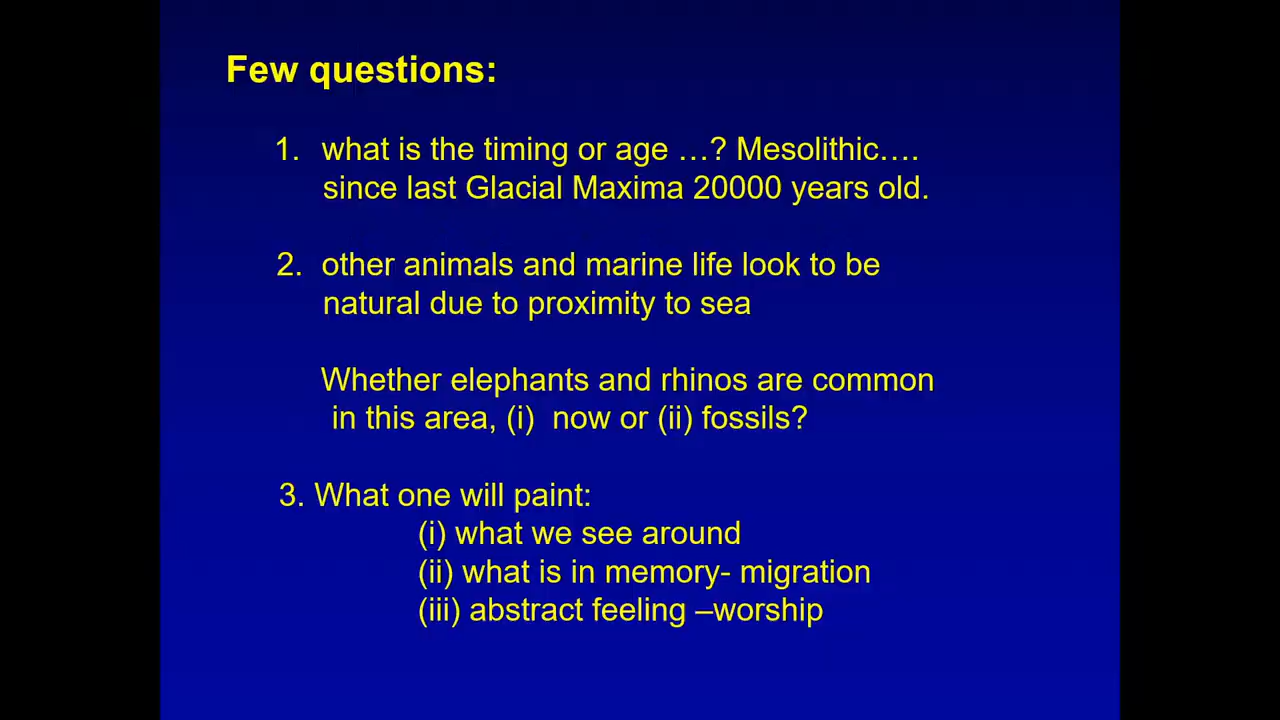 Few questions:
1. what is the timing or age …? Mesolithic….
since last Glacial Maxima 20000 years old.
2. other animals and marine life look to be
natural due to proximity to sea
Whether elephants and rhinos are common
in this area, (i) now or (ii) fossils?
3. What one will paint:
(i) what we see around
(ii) what is in memory- migration
(iii) abstract feeling –worship